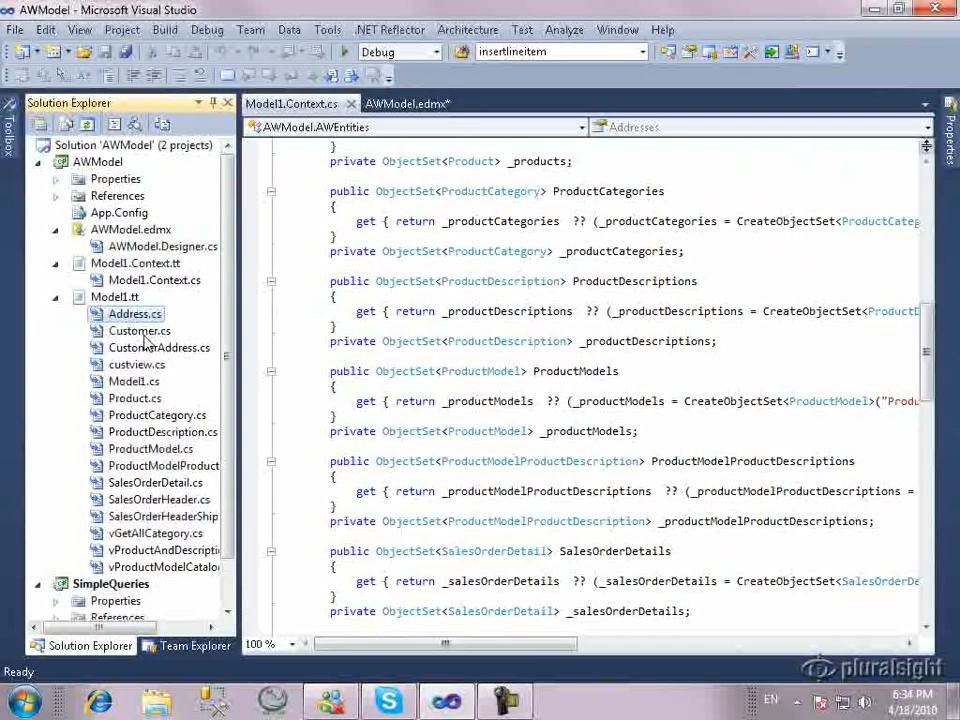 AWModel - Microsoft Visual Studio
File Edit View Project Build Debug Team Data Tools .NET Reflector Architecture Test Analyze Window Help
Debug insertlineitem
Solution Explorer
Model1.Context.cs AWModel.edmx*
AWModel.AWEntities Addresses
Toolbox
Properties
Solution 'AWModel' (2 projects)
AWModel
Properties
References
App.Config
AWModel.edmx
AWModel.Designer.cs
Model1.Context.tt
Model1.Context.cs
Model1.tt
Address.cs
Customer.cs
CustomerAddress.cs
custview.cs
Model1.cs
Product.cs
ProductCategory.cs
ProductDescription.cs
ProductModel.cs
ProductModelProduct
SalesOrderDetail.cs
SalesOrderHeader.cs
SalesOrderHeaderShip
vGetAllCategory.cs
vProductAndDescripti
vProductModelCatalo
SimpleQueries
Properties
References
}
private ObjectSet<Product> _products;
public ObjectSet<ProductCategory> ProductCategories
{
get { return _productCategories ?? (_productCategories = CreateObjectSet<ProductCateg
}
private ObjectSet<ProductCategory> _productCategories;
public ObjectSet<ProductDescription> ProductDescriptions
{
get { return _productDescriptions ?? (_productDescriptions = CreateObjectSet<ProductD
}
private ObjectSet<ProductDescription> _productDescriptions;
public ObjectSet<ProductModel> ProductModels
{
get { return _productModels ?? (_productModels = CreateObjectSet<ProductModel>("Produ
}
private ObjectSet<ProductModel> _productModels;
public ObjectSet<ProductModelProductDescription> ProductModelProductDescriptions
{
get { return _productModelProductDescriptions ?? (_productModelProductDescriptions =
}
private ObjectSet<ProductModelProductDescription> _productModelProductDescriptions;
public ObjectSet<SalesOrderDetail> SalesOrderDetails
{
get { return _salesOrderDetails ?? (_salesOrderDetails = CreateObjectSet<SalesOrderDe
}
private ObjectSet<SalesOrderDetail> _salesOrderDetails;
Solution Explorer Team Explorer
100 %
Ready
pluralsight
EN
6:34 PM
4/18/2010